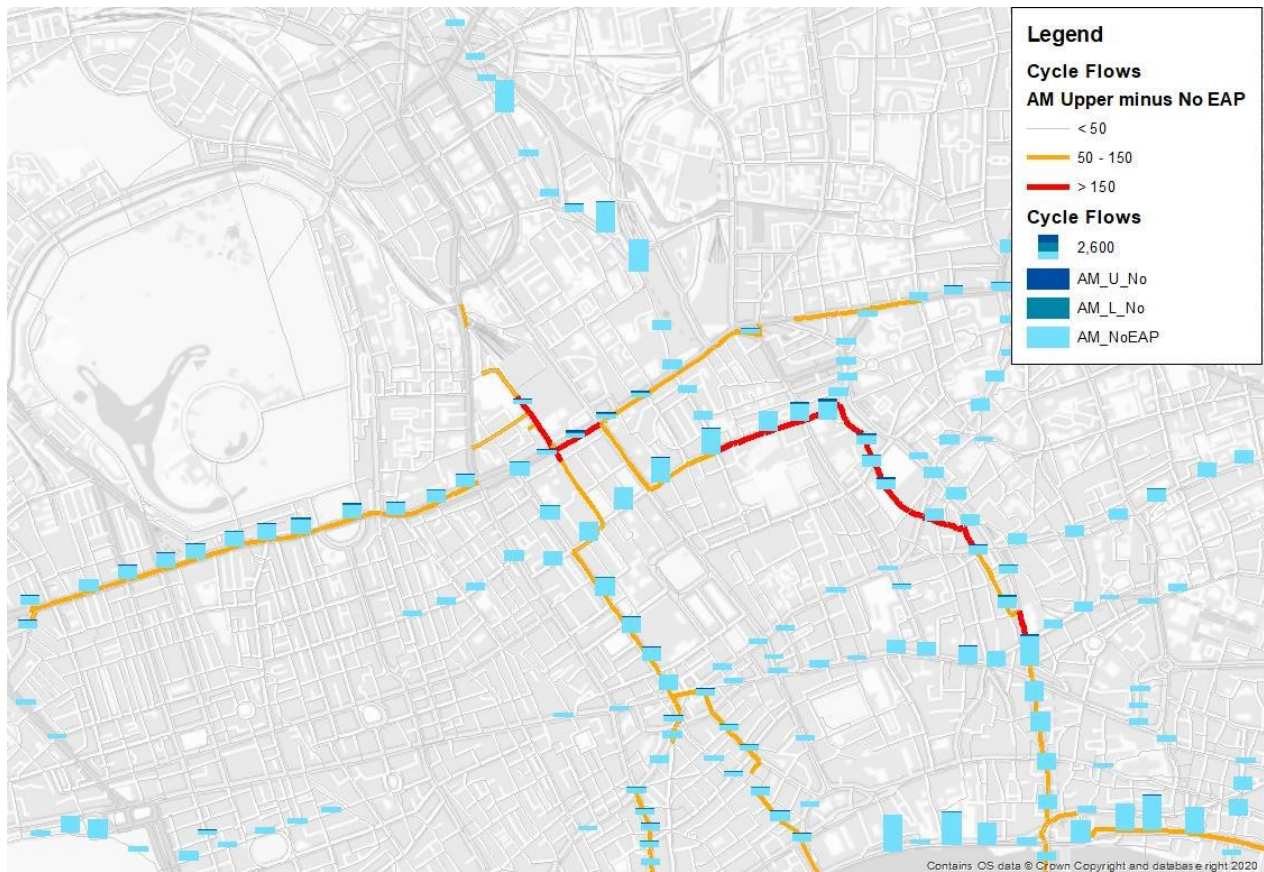 Legend
Cycle Flows
AM Upper minus No EAP
< 50
50 - 150
> 150
Cycle Flows
2,600
AM_U_No
AM_L_No
AM_NoEAP
Contains OS data © Crown Copyright and database right 2020